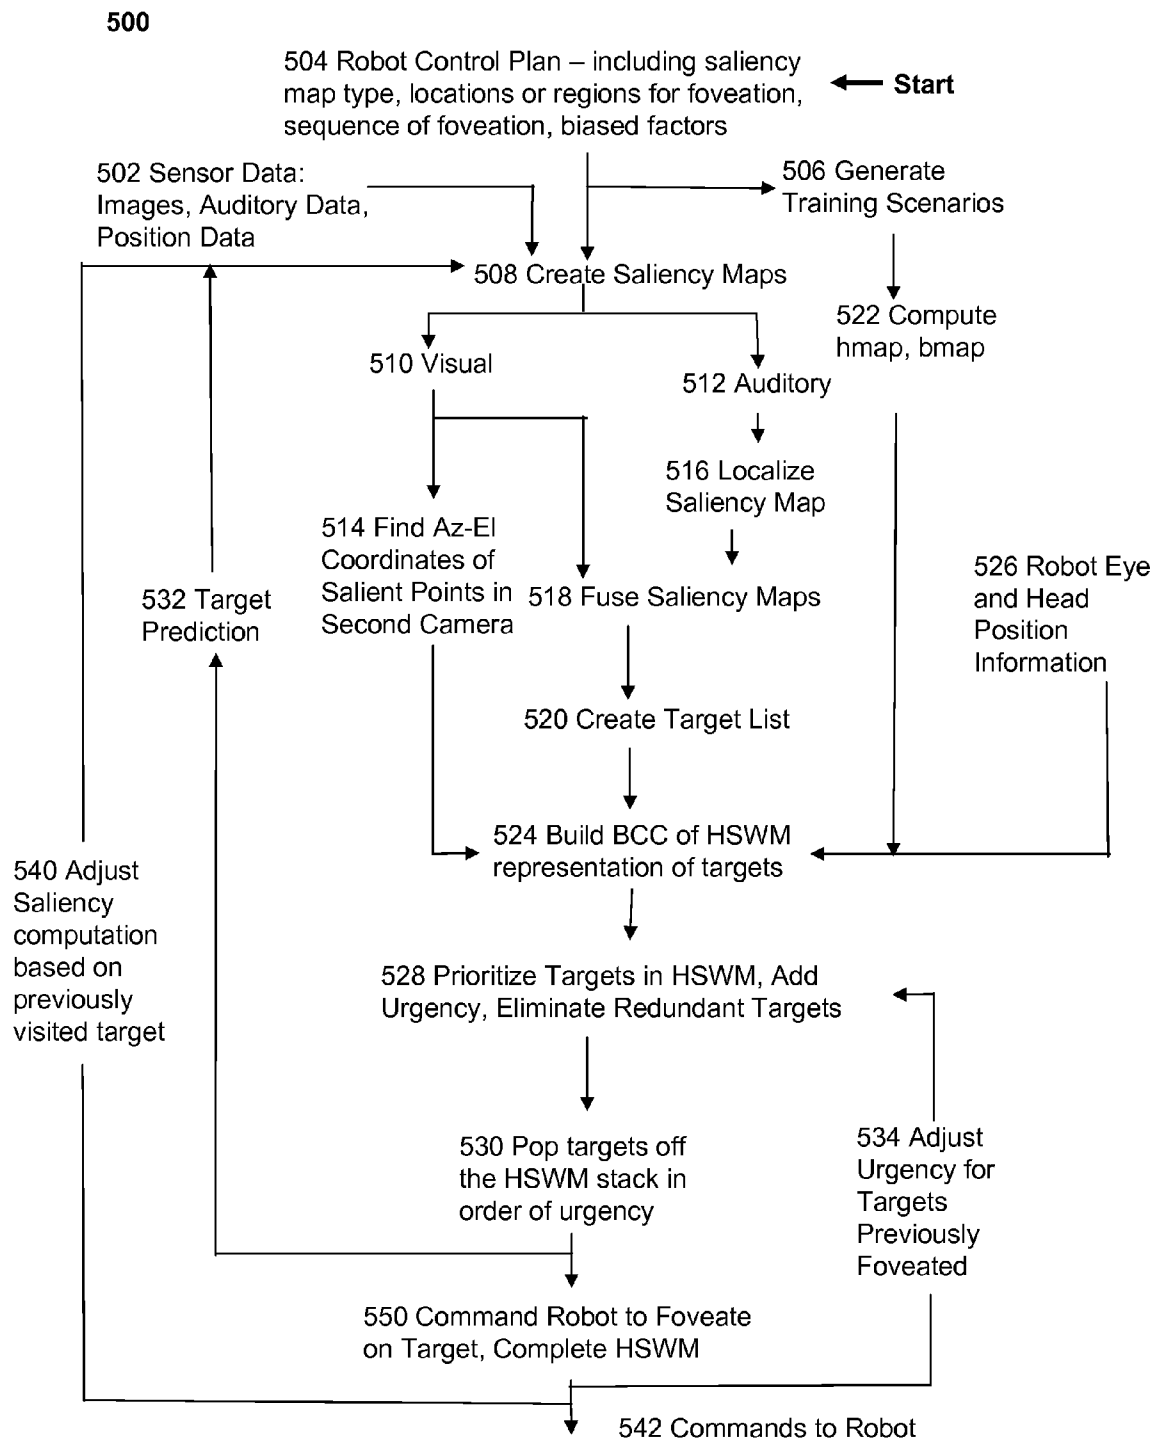 500
504 Robot Control Plan – including saliency
map type, locations or regions for foveation,
sequence of foveation, biased factors
Start
502 Sensor Data:
Images, Auditory Data,
Position Data
506 Generate
Training Scenarios
508 Create Saliency Maps
522 Compute
hmap, bmap
510 Visual
512 Auditory
516 Localize
Saliency Map
514 Find Az-El
Coordinates of
Salient Points in
Second Camera
518 Fuse Saliency Maps
526 Robot Eye
and Head
Position
Information
532 Target
Prediction
520 Create Target List
524 Build BCC of HSWM
representation of targets
540 Adjust
Saliency
computation
based on
previously
visited target
528 Prioritize Targets in HSWM, Add
Urgency, Eliminate Redundant Targets
530 Pop targets off
the HSWM stack in
order of urgency
534 Adjust
Urgency for
Targets
Previously
Foveated
550 Command Robot to Foveate
on Target, Complete HSWM
542 Commands to Robot